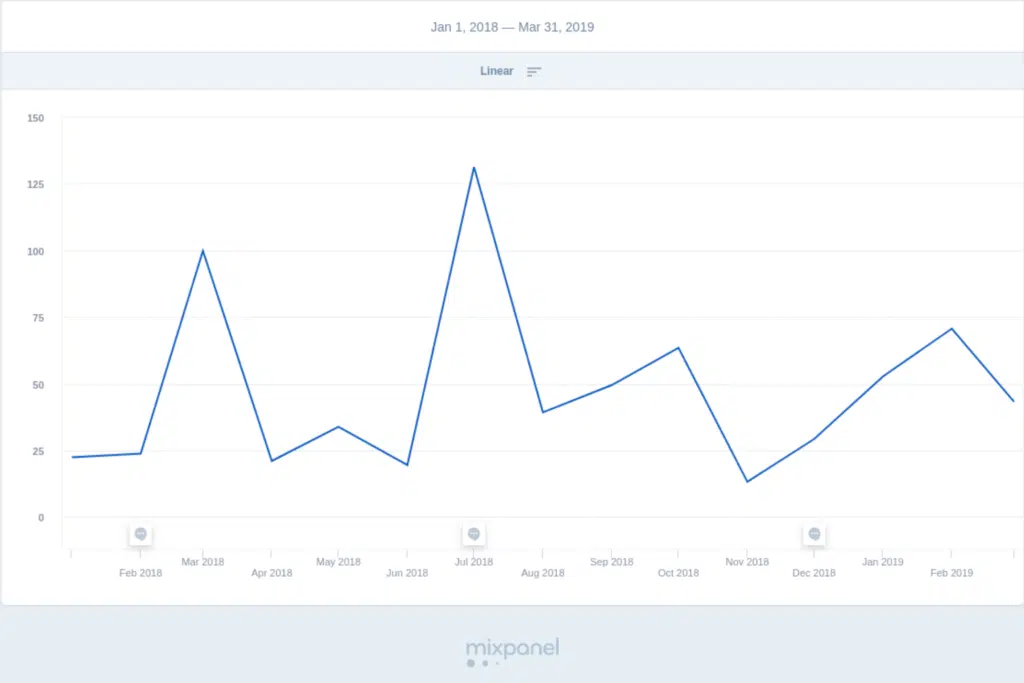 Jan 1, 2018 — Mar 31, 2019
Linear
150
125
100
75
50
25
0
Feb 2018
Mar 2018
Apr 2018
May 2018
Jun 2018
Jul 2018
Aug 2018
Sep 2018
Oct 2018
Nov 2018
Dec 2018
Jan 2019
Feb 2019
mixpanel